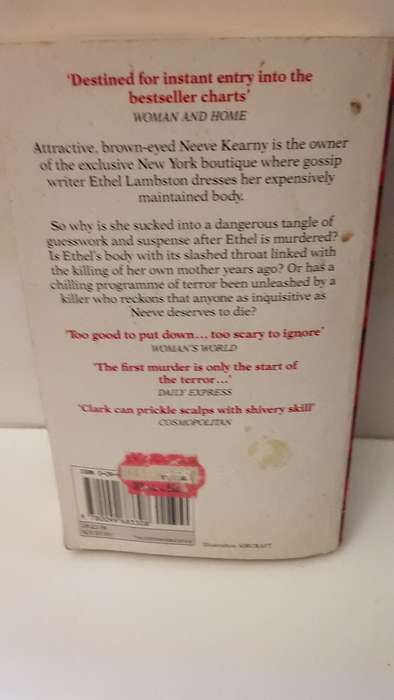 'Destined for instant entry into the
bestseller charts'
WOMAN AND HOME
Attractive, brown-eyed Neeve Kearny is the owner
of the exclusive New York boutique where gossip
writer Ethel Lambston dresses her expensively
maintained body.
So why is she sucked into a dangerous tangle of
guesswork and suspense after Ethel is murdered?
Is Ethel's body with its slashed throat linked with
the killing of her own mother years ago? Or has a
chilling programme of terror been unleashed by a
killer who reckons that anyone as inquisitive as
Neeve deserves to die?
'Too good to put down... too scary to ignore'
WOMAN'S WORLD
'The first murder is only the start of
the terror...'
DAILY EXPRESS
'Clark can prickle scalps with shivery skill'
COSMOPOLITAN
ISBN